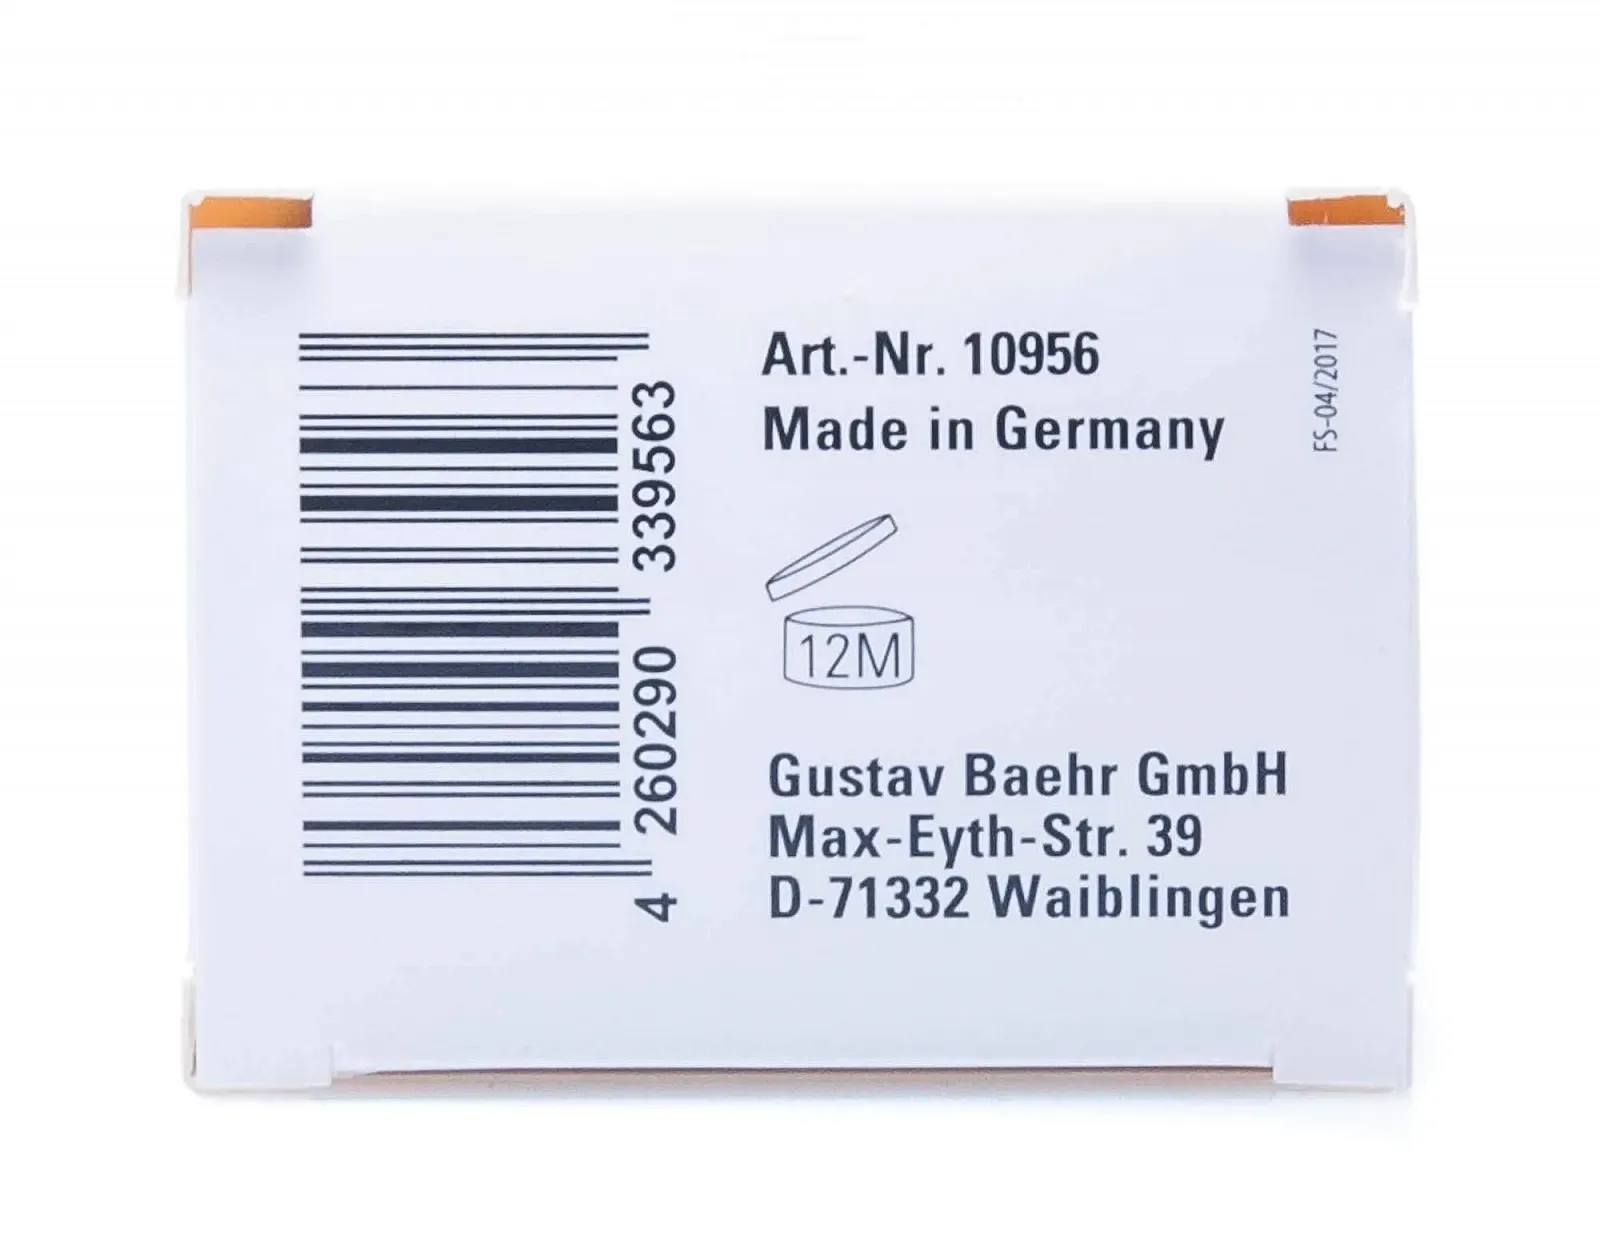 Art.-Nr. 10956
Made in Germany
FS-04/2017
12M
Gustav Baehr GmbH
Max-Eyth-Str. 39
D-71332 Waiblingen
4 260290 339563